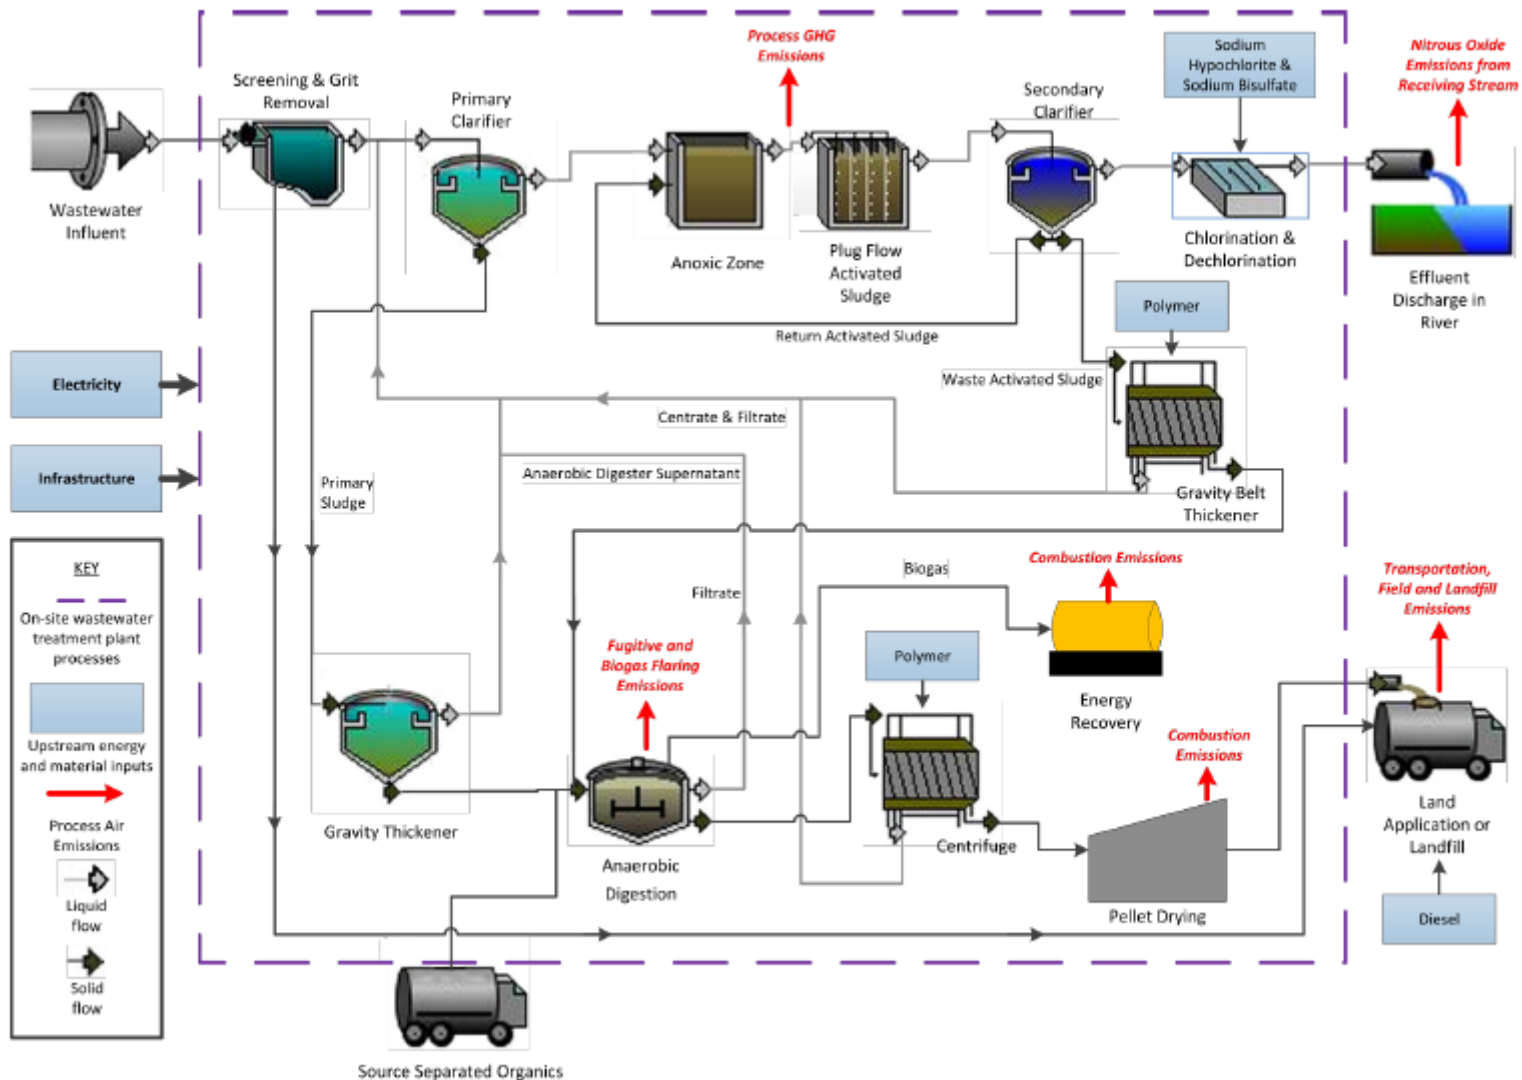 Process GHG
Emissions
Sodium
Hypochlorite &
Sodium Bisulfate
Nitrous Oxide
Emissions from
Receiving Stream
Screening & Grit
Removal
Primary
Clarifier
Secondary
Clarifier
Wastewater
Influent
Anoxic Zone
Plug Flow
Activated
Sludge
Chlorination &
Dechlorination
Effluent
Discharge in
River
Polymer
Return Activated Sludge
Electricity
Waste Activated Sludge
Centrate & Filtrate
Infrastructure
Primary
Sludge
Anaerobic Digester Supernatant
Gravity Belt
Thickener
KEY
On-site wastewater
treatment plant
processes
Upstream energy
and material inputs
Process Air
Emissions
Liquid
flow
Solid
flow
Filtrate
Biogas
Combustion Emissions
Transportation,
Field and Landfill
Emissions
Fugitive and
Biogas Flaring
Emissions
Polymer
Energy
Recovery
Combustion
Emissions
Gravity Thickener
Anaerobic
Digestion
Centrifuge
Pellet Drying
Land
Application or
Landfill
Diesel
Source Separated Organics